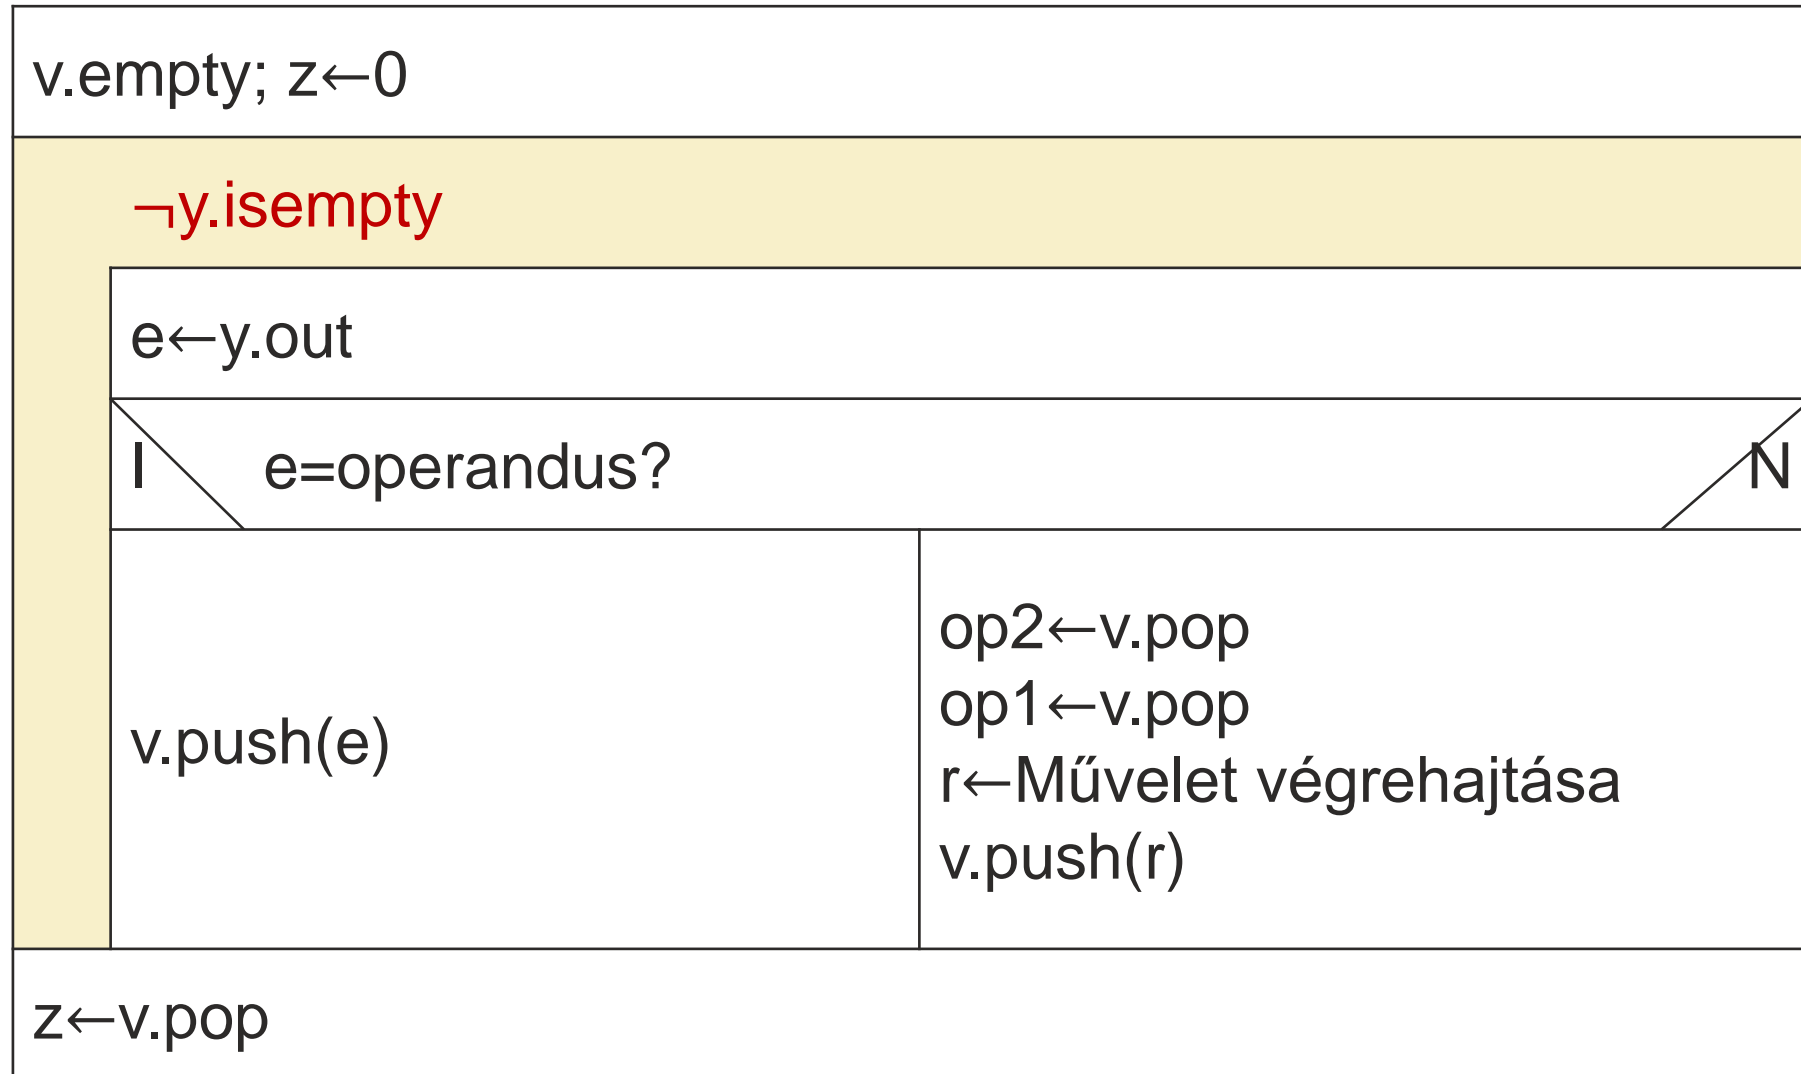 v.empty; z←0
¬y.isempty
e←y.out
I e=operandus? N
v.push(e)
op2←v.pop
op1←v.pop
r←Művelet végrehajtása
v.push(r)
z←v.pop